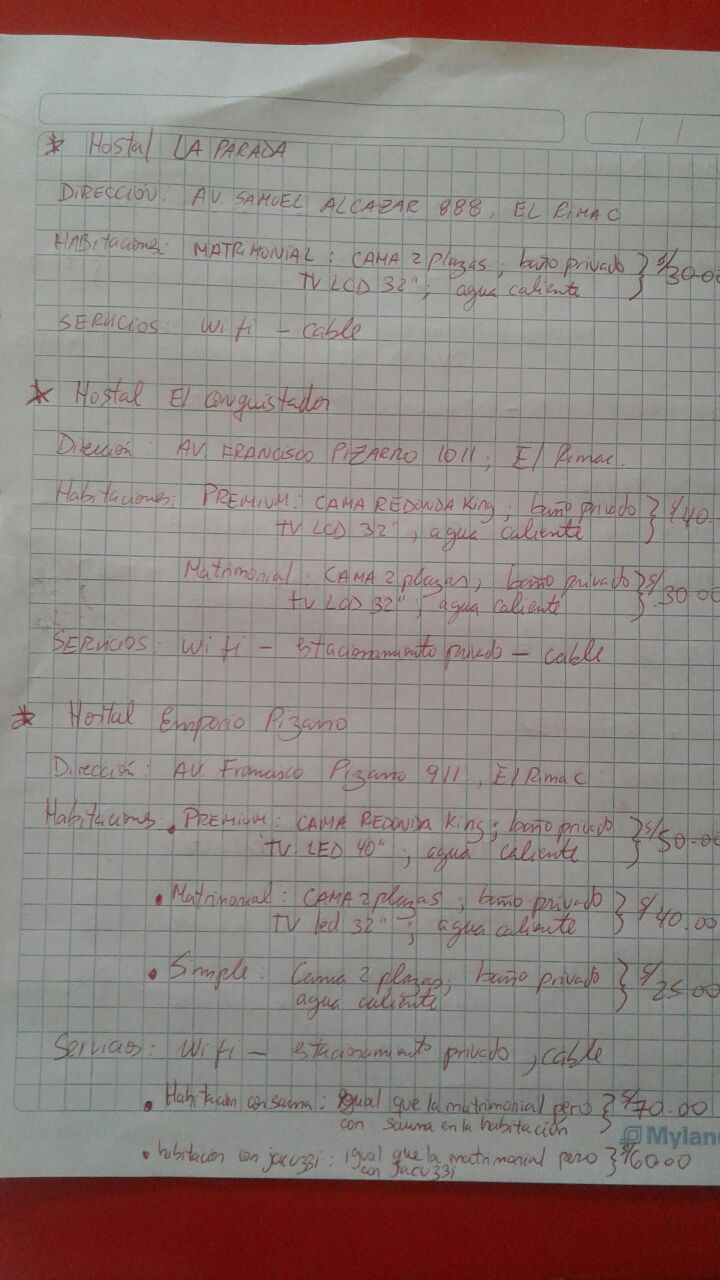 * Hostal LA PARADA
DIRECCIÓN: AV. SAMUEL ALCAZAR 888, EL RIMAC
HABitaciones: MATRIMONIAL: CAMA 2 plazas; baño privado } S/30.00
TV LCD 32"; agua caliente
SERVICIOS: Wifi - cable
* Hostal El Conquistador
Dirección: AV. FRANCISCO PIZARRO 1011; El Rimac.
Habitaciones: PREMIUM: CAMA REDONDA King; baño privado } S/40.
TV LCD 32", agua caliente
Matrimonial: CAMA 2 plazas; baño privado } S/30.00
TV LCD 32"; agua caliente
SERVICIOS: Wifi - estacionamiento privado - cable
* Hostal Emporio Pizarro
Dirección: AV. Francisco Pizarro 911, El Rimac
Habitaciones • PREMIUM: CAMA REDONDA King; baño privado } S/50.00
TV. LED 40"; agua caliente
• Matrimonial: CAMA 2 plazas; baño privado } S/40.00
TV led 32"; agua caliente
• Simple: Cama 2 plazas; baño privado } S/25.00
agua caliente
Servicios: Wifi - estacionamiento privado, cable
• Habitación con sauna: igual que la matrimonial pero } S/70.00
con sauna en la habitación
Mylan
• habitación con jacuzzi: igual que la matrimonial pero } S/60.00
con jacuzzi